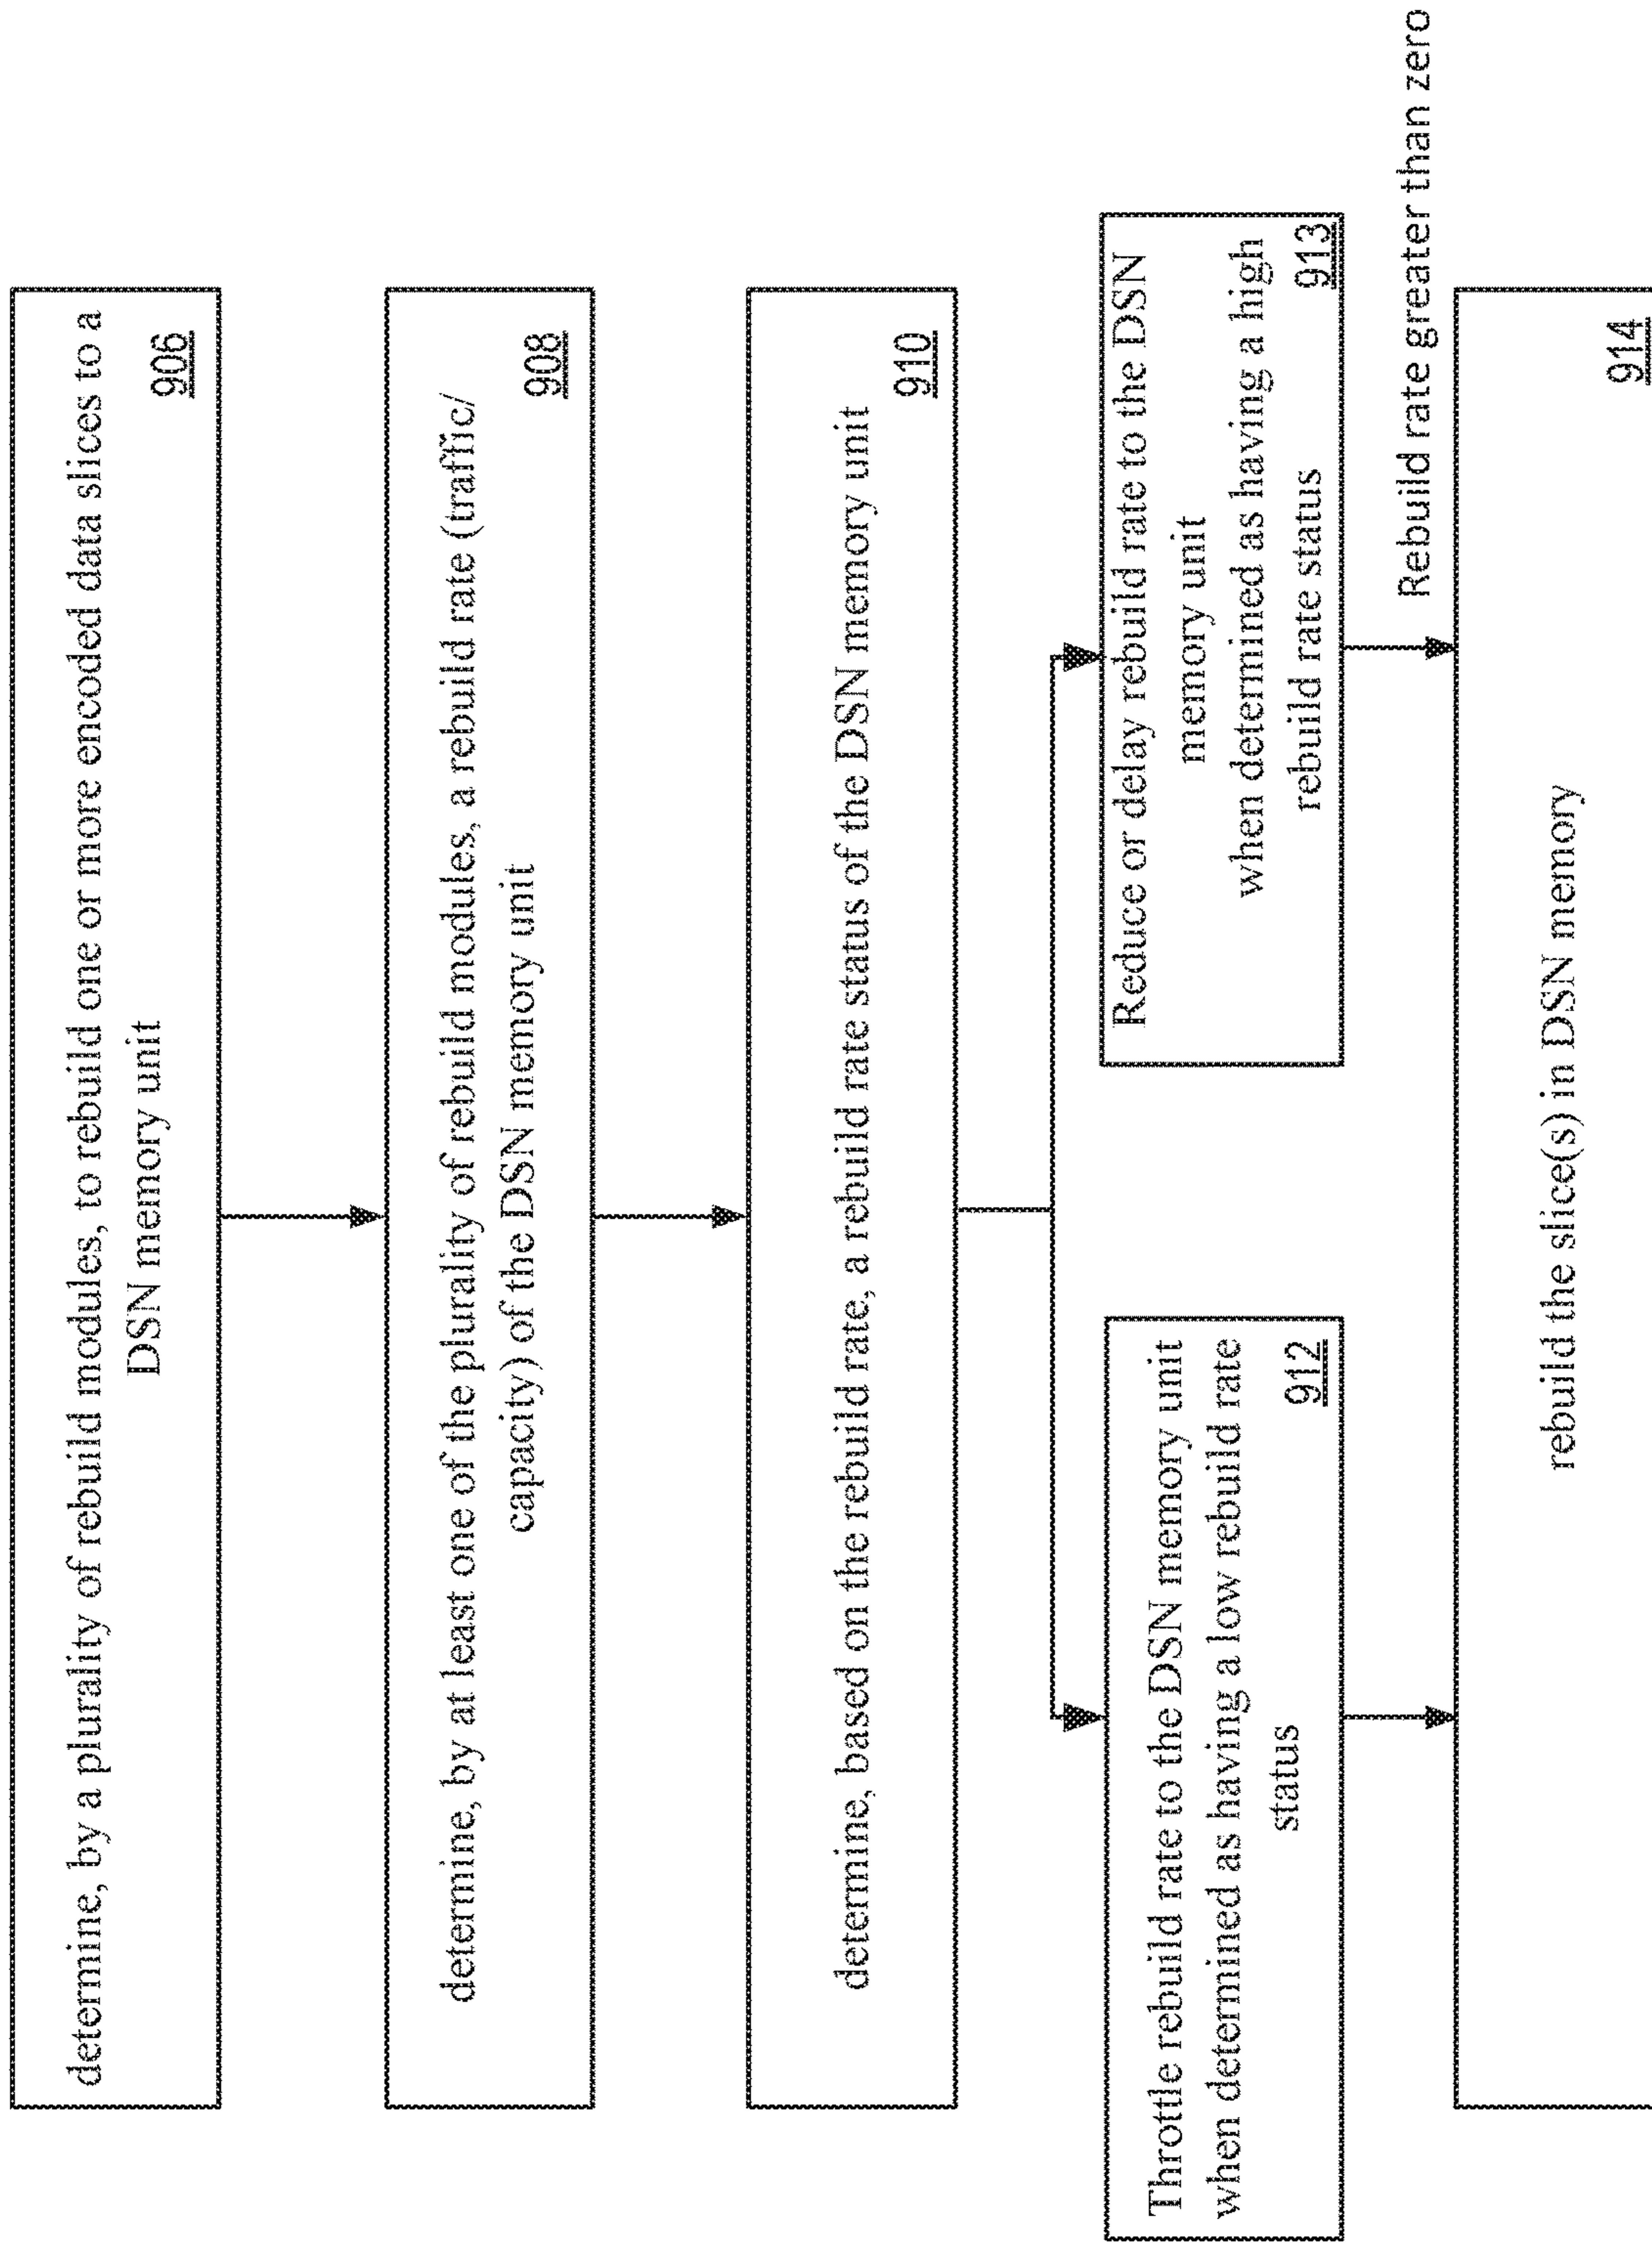 determine, by a plurality of rebuild modules, to rebuild one or more encoded data slices to a
DSN memory unit
906
determine, by at least one of the plurality of rebuild modules, a rebuild rate (traffic/
capacity) of the DSN memory unit
908
determine, based on the rebuild rate, a rebuild rate status of the DSN memory unit
910
Throttle rebuild rate to the DSN memory unit
when determined as having a low rebuild rate
status
912
Reduce or delay rebuild rate to the DSN
memory unit
when determined as having a high
rebuild rate status
913
Rebuild rate greater than zero
rebuild the slice(s) in DSN memory
914